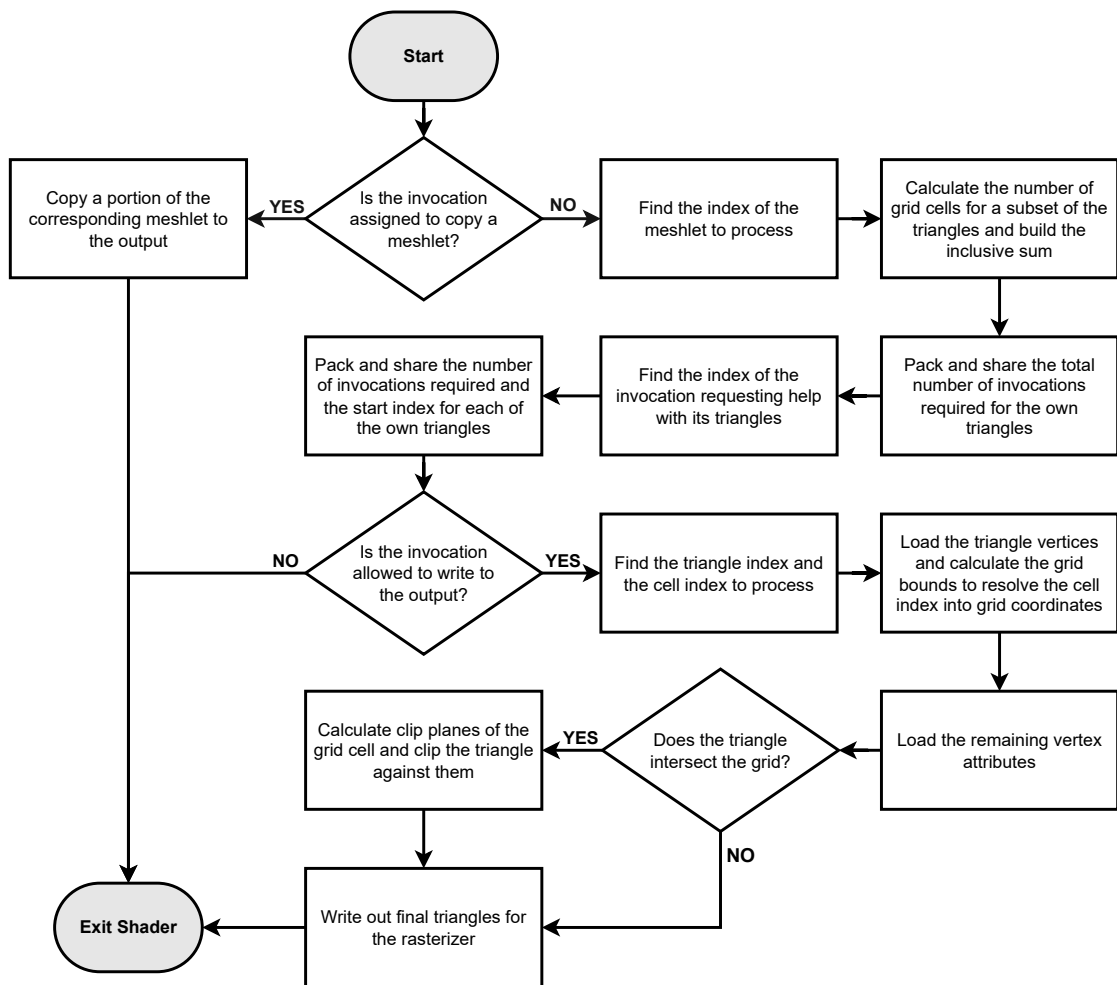 Start
Copy a portion of the
corresponding meshlet to
the output
YES
Is the invocation
assigned to copy a
meshlet?
NO
Find the index of the
meshlet to process
Calculate the number of
grid cells for a subset of the
triangles and build the
inclusive sum
Pack and share the number
of invocations required and
the start index for each of
the own triangles
Find the index of the
invocation requesting help
with its triangles
Pack and share the total
number of invocations
required for the own
triangles
NO
Is the invocation
allowed to write to
the output?
YES
Find the triangle index and
the cell index to process
Load the triangle vertices
and calculate the grid
bounds to resolve the cell
index into grid coordinates
Calculate clip planes of the
grid cell and clip the triangle
against them
YES
Does the triangle
intersect the grid?
Load the remaining vertex
attributes
NO
Exit Shader
Write out final triangles for
the rasterizer